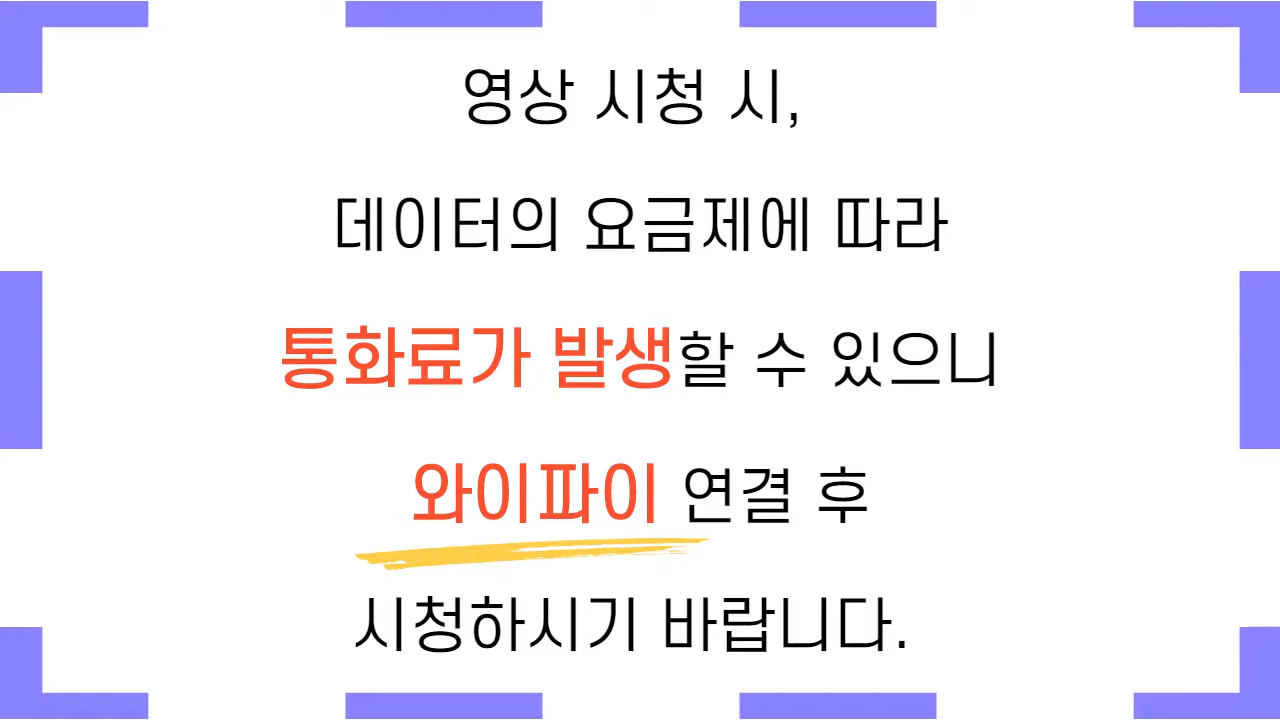 영상 시청 시,
데이터의 요금제에 따라
통화료가 발생할 수 있으니
와이파이 연결 후
시청하시기 바랍니다.